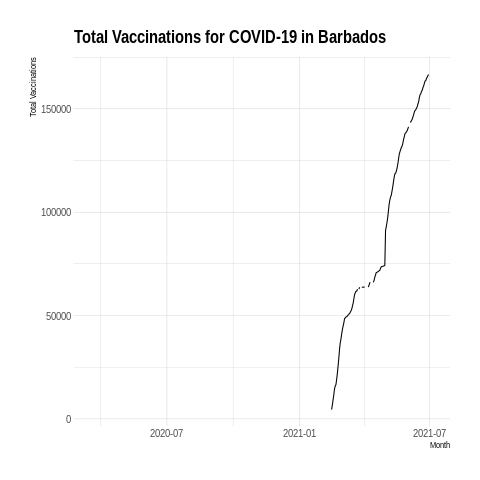 Total Vaccinations for COVID-19 in Barbados
Total Vaccinations
150000
100000
50000
0
2020-07 2021-01 2021-07
Month